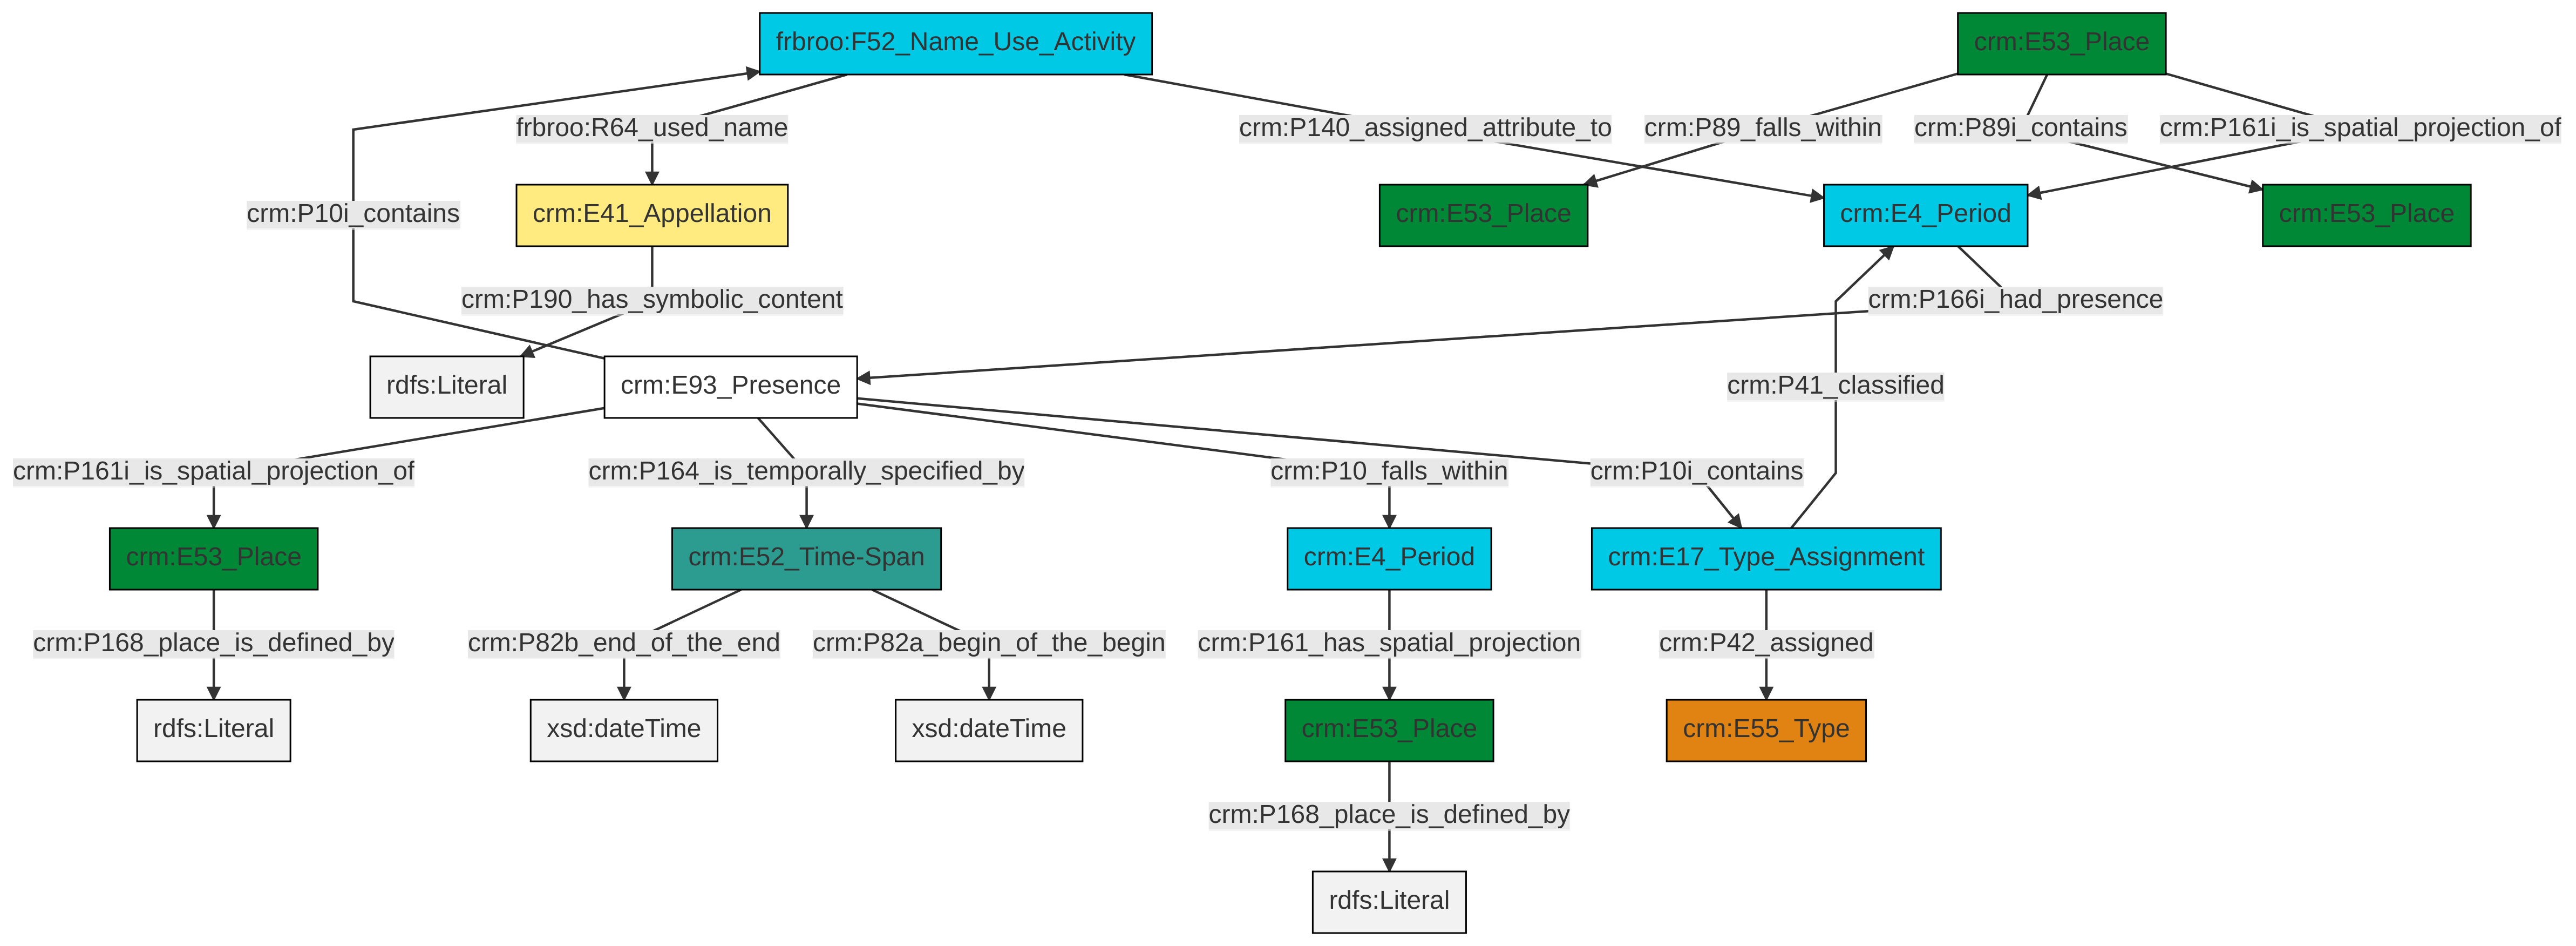 frbroo:F52_Name_Use_Activity
crm:E53_Place
frbroo:R64_used_name
crm:P140_assigned_attribute_to
crm:P89_falls_within
crm:P89i_contains
crm:P161i_is_spatial_projection_of
crm:P10i_contains
crm:E41_Appellation
crm:E53_Place
crm:E4_Period
crm:E53_Place
crm:P190_has_symbolic_content
crm:P166i_had_presence
rdfs:Literal
crm:E93_Presence
crm:P41_classified
crm:P161i_is_spatial_projection_of
crm:P164_is_temporally_specified_by
crm:P10_falls_within
crm:P10i_contains
crm:E53_Place
crm:E52_Time-Span
crm:E4_Period
crm:E17_Type_Assignment
crm:P168_place_is_defined_by
crm:P82b_end_of_the_end
crm:P82a_begin_of_the_begin
crm:P161_has_spatial_projection
crm:P42_assigned
rdfs:Literal
xsd:dateTime
xsd:dateTime
crm:E53_Place
crm:E55_Type
crm:P168_place_is_defined_by
rdfs:Literal